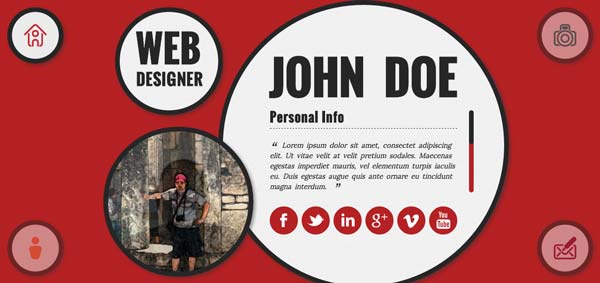 WEB
DESIGNER
JOHN DOE
Personal Info
“ Lorem ipsum dolor sit amet, consectet adipiscing
elit. Ut vitae velit at velit pretium sodales. Maecenas
egestas imperdiet mauris, vel elementum turpis iaculis
eu. Duis egestas augue quis ante ornare eu tincidunt
magna interdum. ”
f in g+ V You
Tube